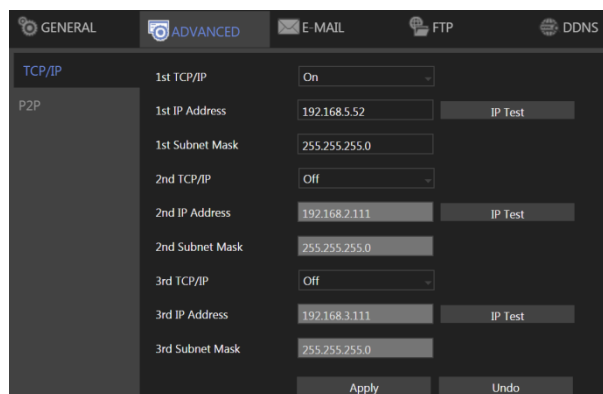 GENERAL ADVANCED E-MAIL FTP DDNS
TCP/IP
P2P
1st TCP/IP On
1st IP Address 192.168.5.52 IP Test
1st Subnet Mask 255.255.255.0
2nd TCP/IP Off
2nd IP Address 192.168.2.111 IP Test
2nd Subnet Mask 255.255.255.0
3rd TCP/IP Off
3rd IP Address 192.168.3.111 IP Test
3rd Subnet Mask 255.255.255.0
Apply Undo